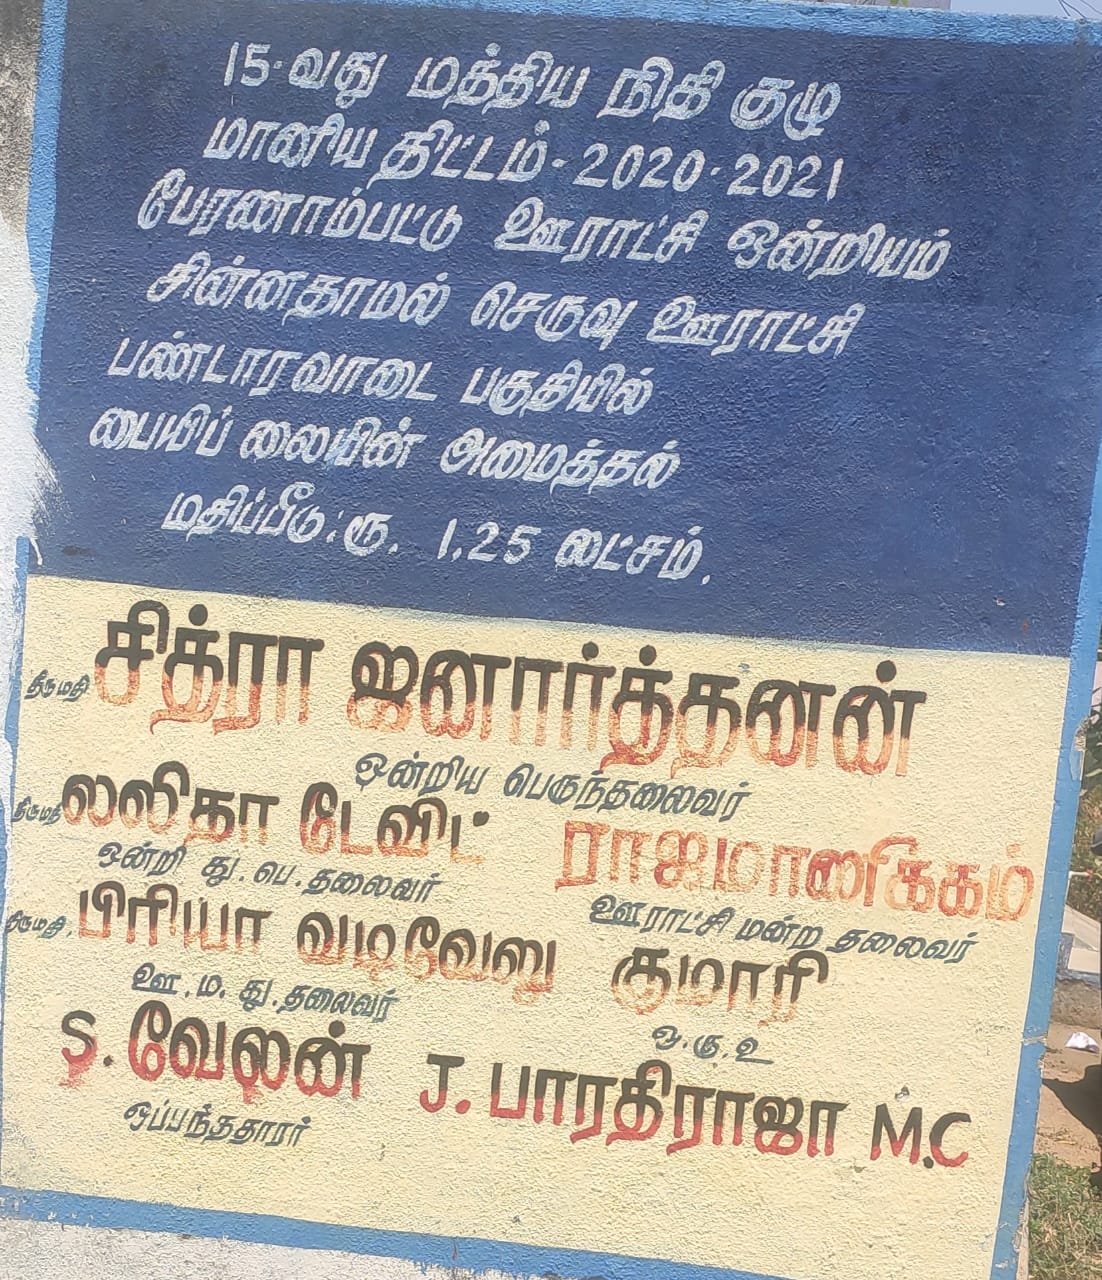 15-வது மத்திய நிதி குழு
மானிய திட்டம்-2020-2021
பேரணாம்பட்டு ஊராட்சி ஒன்றியம்
சின்னதாமல் செருவு ஊராட்சி
பண்டாரவாடை பகுதியில்
பையிப் லையின் அமைத்தல்
மதிப்பீடு:ரூ. 1.25 லட்சம்.
திருமதி சித்ரா ஜனார்த்தனன்
ஒன்றிய பெருந்தலைவர்
திருமதி லலிதா டேவிட் ராஜமாணிக்கம்
ஒன்றி து.பெ.தலைவர் ஊராட்சி மன்ற தலைவர்
திருமதி. பிரியா வடிவேலு குமாரி
ஊ.ம.து.தலைவர் ஒ.கு.உ
S.வேலன் J.பாரதிராஜா M.C
ஒப்பந்ததாரர்